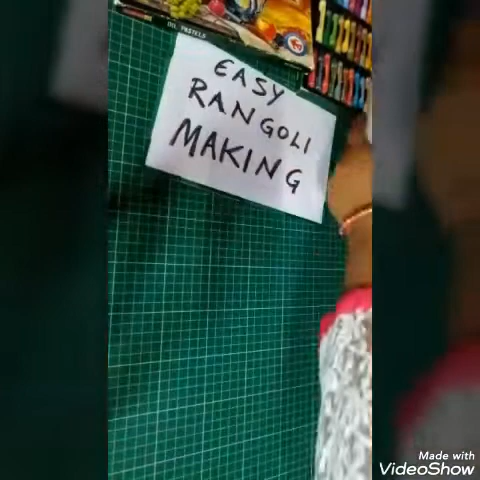 OIL PASTELS
EASY
RANGOLI
MAKING
Made with
VideoShow